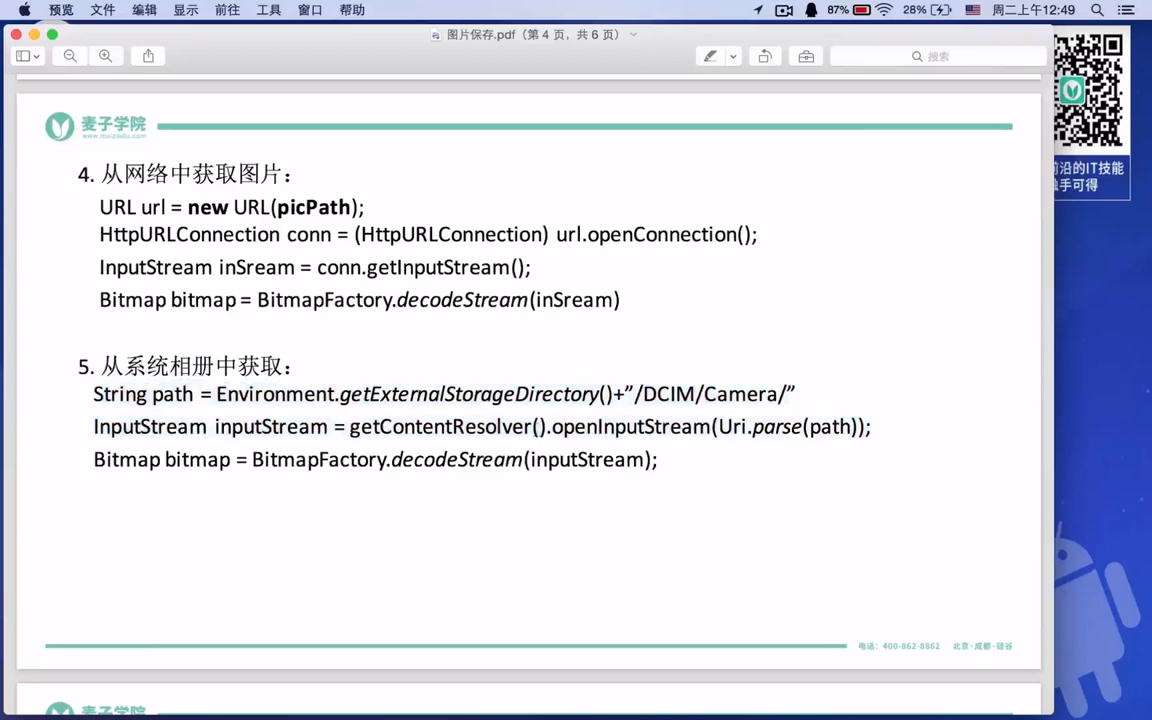 预览 文件 编辑 显示 前往 工具 窗口 帮助 87% 28% 周二上午12:49
图片保存.pdf（第 4 页，共 6 页）
搜索
麦子学院
www.maiziedu.com
4. 从网络中获取图片：
URL url = new URL(picPath);
HttpURLConnection conn = (HttpURLConnection) url.openConnection();
InputStream inSream = conn.getInputStream();
Bitmap bitmap = BitmapFactory.decodeStream(inSream)
5. 从系统相册中获取：
String path = Environment.getExternalStorageDirectory()+”/DCIM/Camera/”
InputStream inputStream = getContentResolver().openInputStream(Uri.parse(path));
Bitmap bitmap = BitmapFactory.decodeStream(inputStream);
电话：400-862-8862 北京·成都·硅谷
麦子学院
前沿的IT技能
触手可得